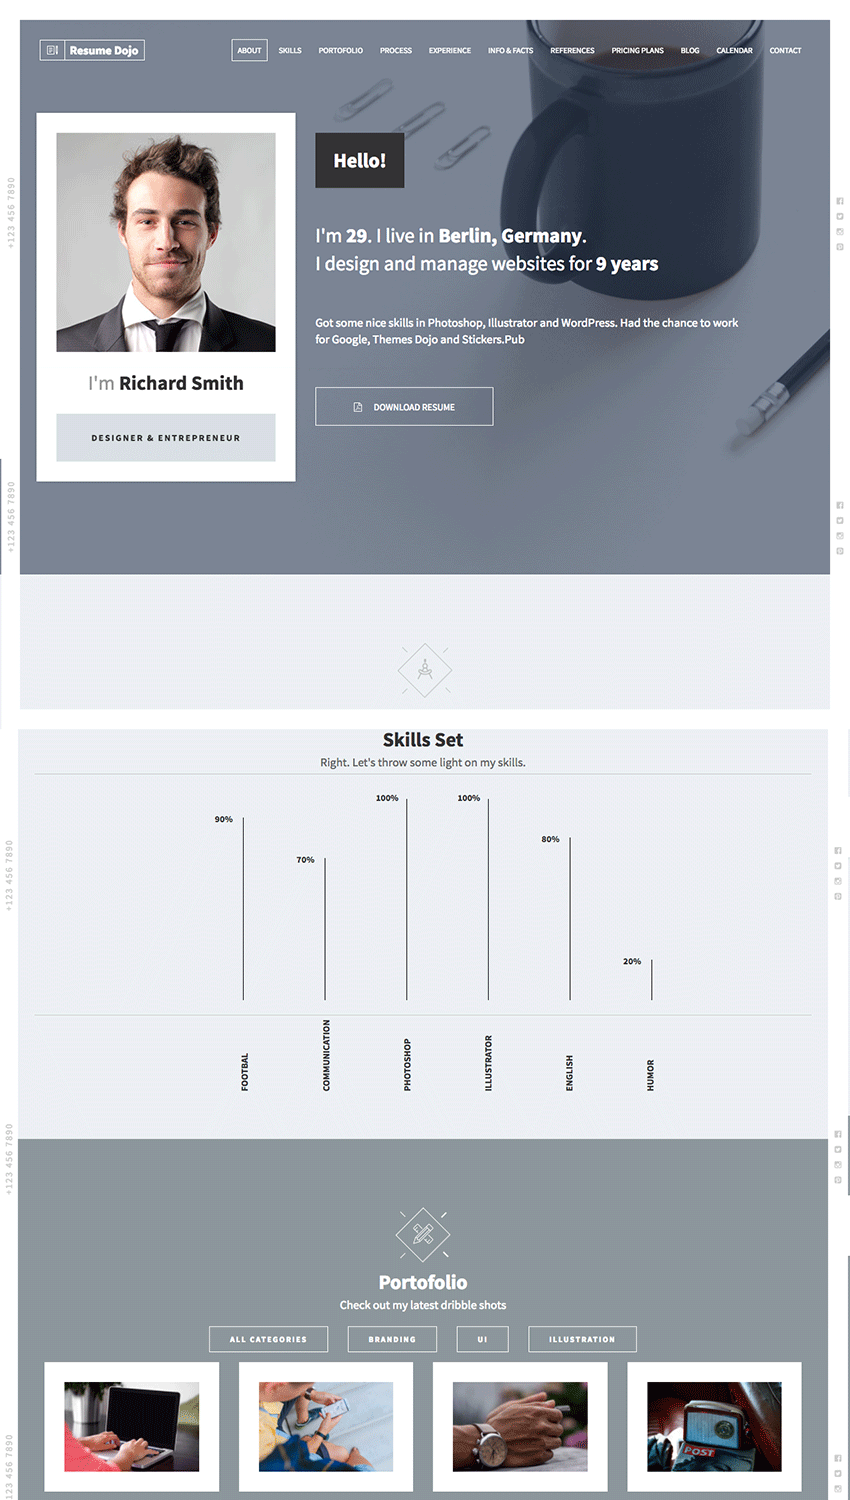 Resume Dojo
ABOUT SKILLS PORTOFOLIO PROCESS EXPERIENCE INFO & FACTS REFERENCES PRICING PLANS BLOG CALENDAR CONTACT
+123 456 7890
Hello!
I'm 29. I live in Berlin, Germany.
I design and manage websites for 9 years
Got some nice skills in Photoshop, Illustrator and WordPress. Had the chance to work
for Google, Themes Dojo and Stickers.Pub
DOWNLOAD RESUME
I'm Richard Smith
DESIGNER & ENTREPRENEUR
+123 456 7890
Skills Set
Right. Let's throw some light on my skills.
90%
70%
100%
100%
80%
20%
FOOTBAL
COMMUNICATION
PHOTOSHOP
ILLUSTRATOR
ENGLISH
HUMOR
+123 456 7890
+123 456 7890
Portofolio
Check out my latest dribble shots
ALL CATEGORIES BRANDING UI ILLUSTRATION
POST
123 456 7890